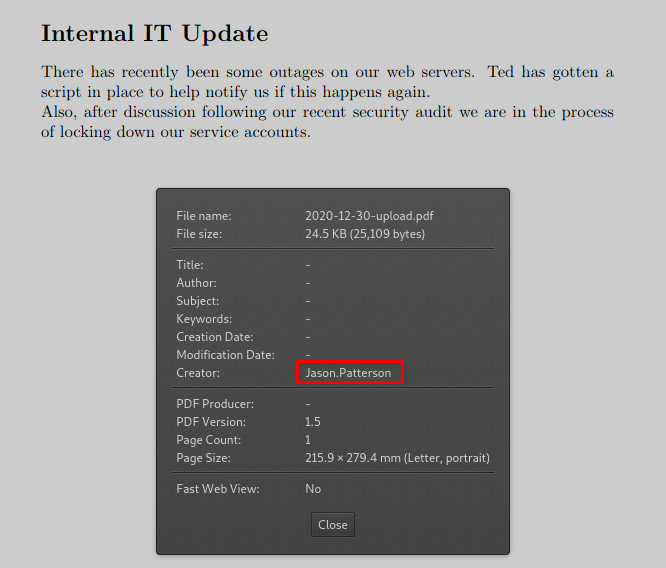 Internal IT Update
There has recently been some outages on our web servers. Ted has gotten a
script in place to help notify us if this happens again.
Also, after discussion following our recent security audit we are in the process
of locking down our service accounts.
File name: 2020-12-30-upload.pdf
File size: 24.5 KB (25,109 bytes)
Title: -
Author: -
Subject: -
Keywords: -
Creation Date: -
Modification Date: -
Creator: Jason.Patterson
PDF Producer: -
PDF Version: 1.5
Page Count: 1
Page Size: 215.9 × 279.4 mm (Letter, portrait)
Fast Web View: No
Close